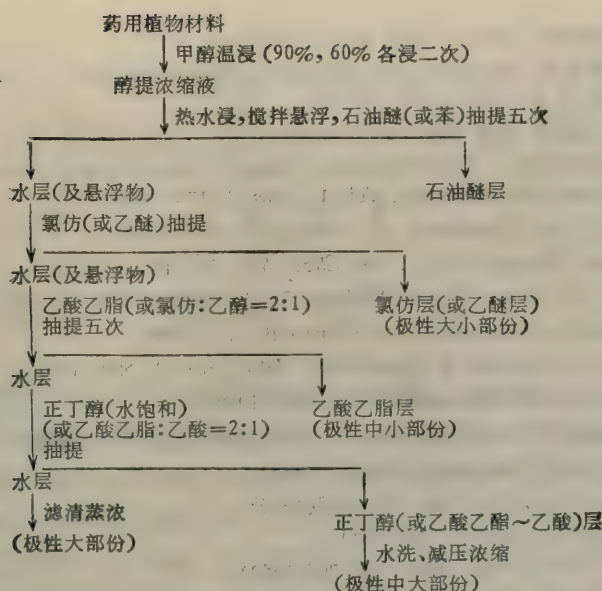 药用植物材料
甲醇温浸(90%,60%各浸二次)
醇提浓缩液
热水浸,搅拌悬浮,石油醚(或苯)抽提五次
水层(及悬浮物)
石油醚层
氯仿(或乙醚)抽提
水层(及悬浮物)
氯仿层(或乙醚层)
(极性大小部份)
乙酸乙脂(或氯仿:乙醇=2:1)
抽提五次
水层
乙酸乙脂层
(极性中小部份)
正丁醇(水饱和)
(或乙酸乙脂:乙酸=2:1)
抽提
水层
正丁醇(或乙酸乙酯~乙酸)层
滤清蒸浓
(极性大部份)
水洗、减压浓缩
(极性中大部份)